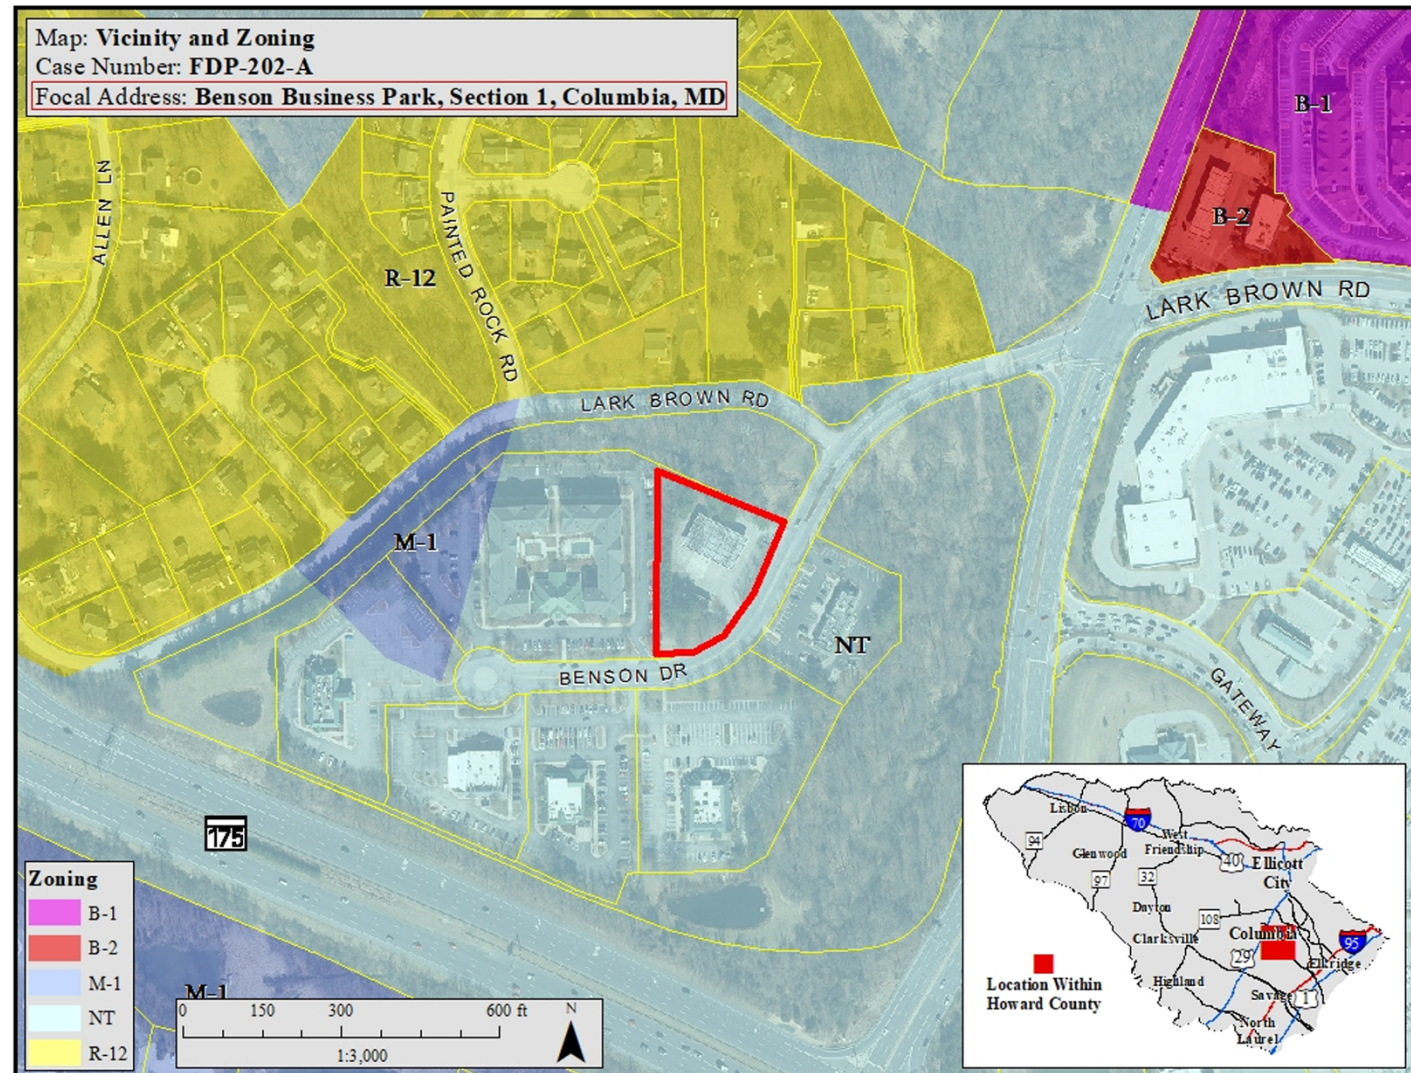 Map: Vicinity and Zoning
Case Number: FDP-202-A
Focal Address: Benson Business Park, Section 1, Columbia, MD
B-1
B-2
ALLEN LN
PAINTED ROCK RD
R-12
LARK BROWN RD
LARK BROWN RD
M-1
NT
BENSON DR
GATEWAY
175
M-1
Zoning
B-1
B-2
M-1
NT
R-12
0 150 300 600 ft
1:3,000
N
Lisbon
70
94
West
Friendship
Glenwood
40
Ellicott
City
97
32
Dayton
108
Clarksville
Columbia
95
29
Elkridge
Highland
Savage
1
North
Laurel
Location Within
Howard County